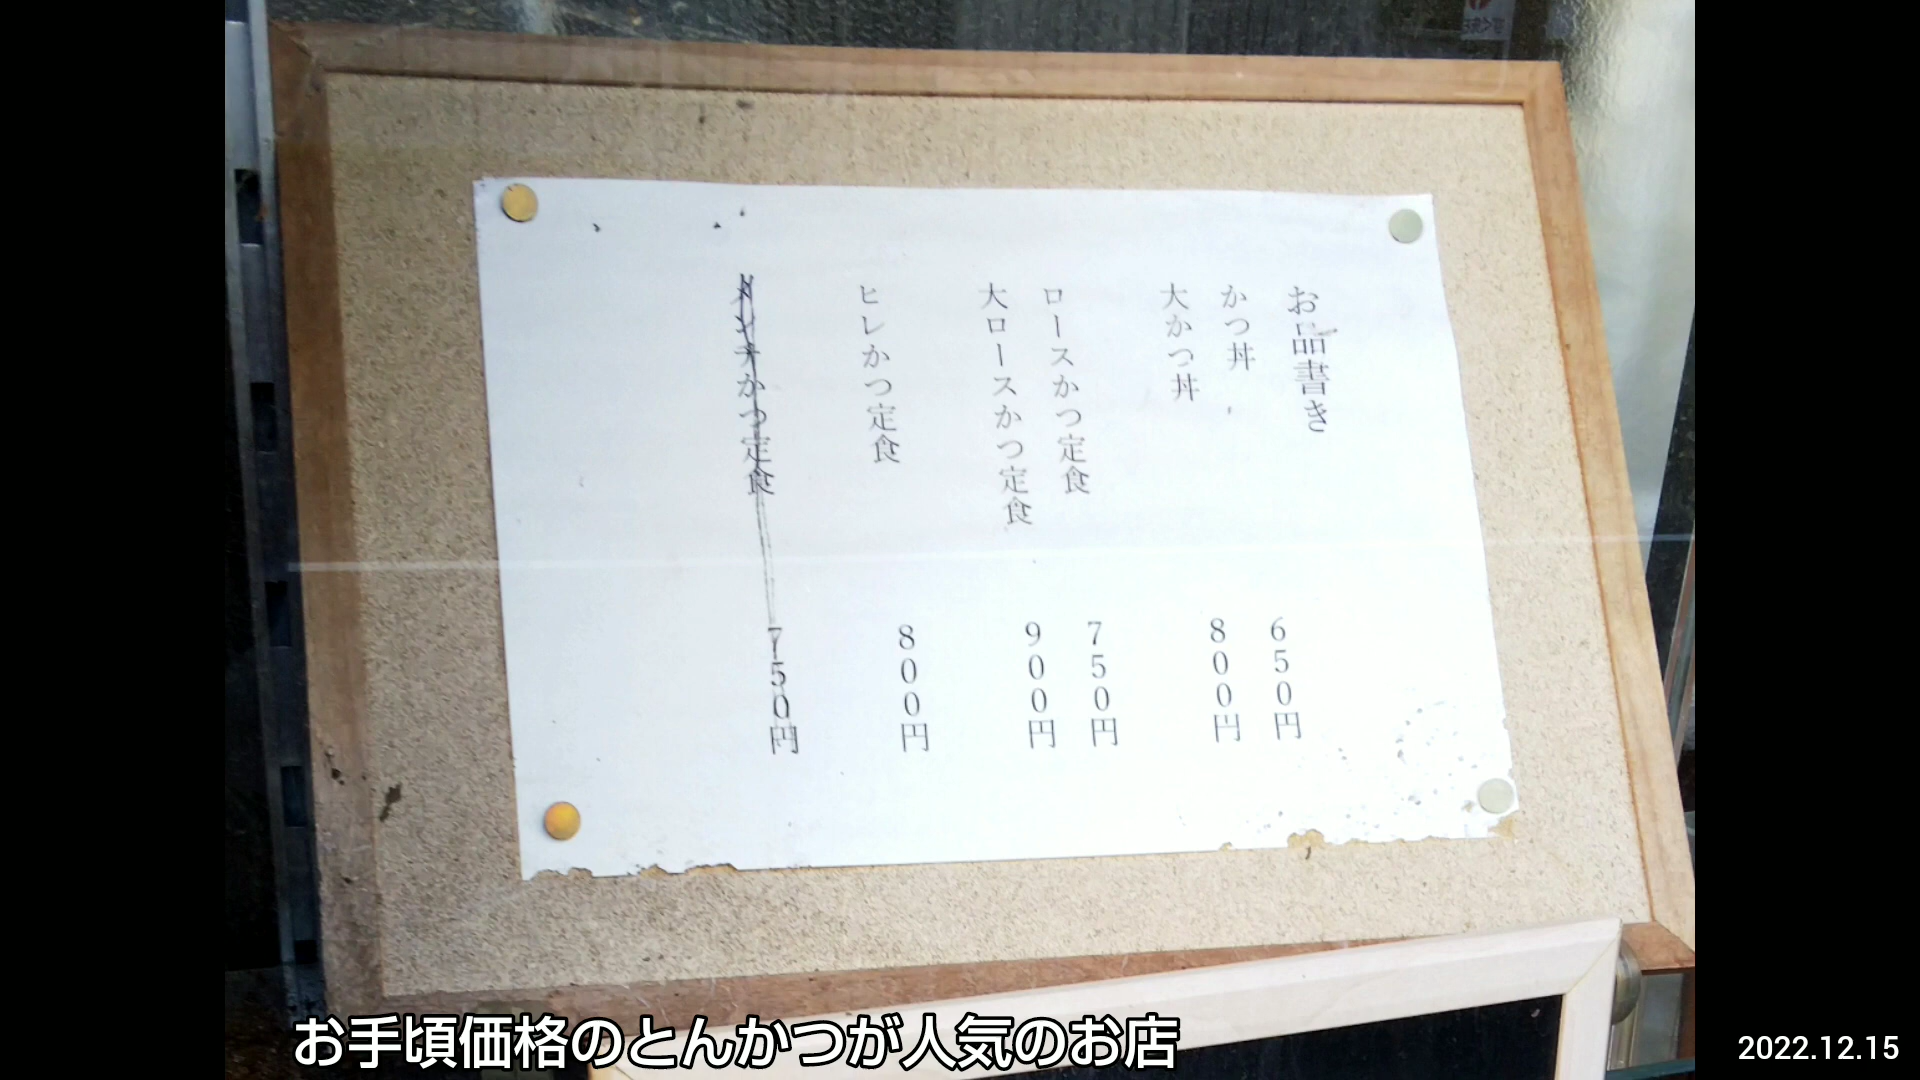 お品書き
かつ丼 650円
大かつ丼 800円
ロースかつ定食 750円
大ロースかつ定食 900円
ヒレかつ定食 800円
メンチかつ定食 750円
お手頃価格のとんかつが人気のお店
2022.12.15